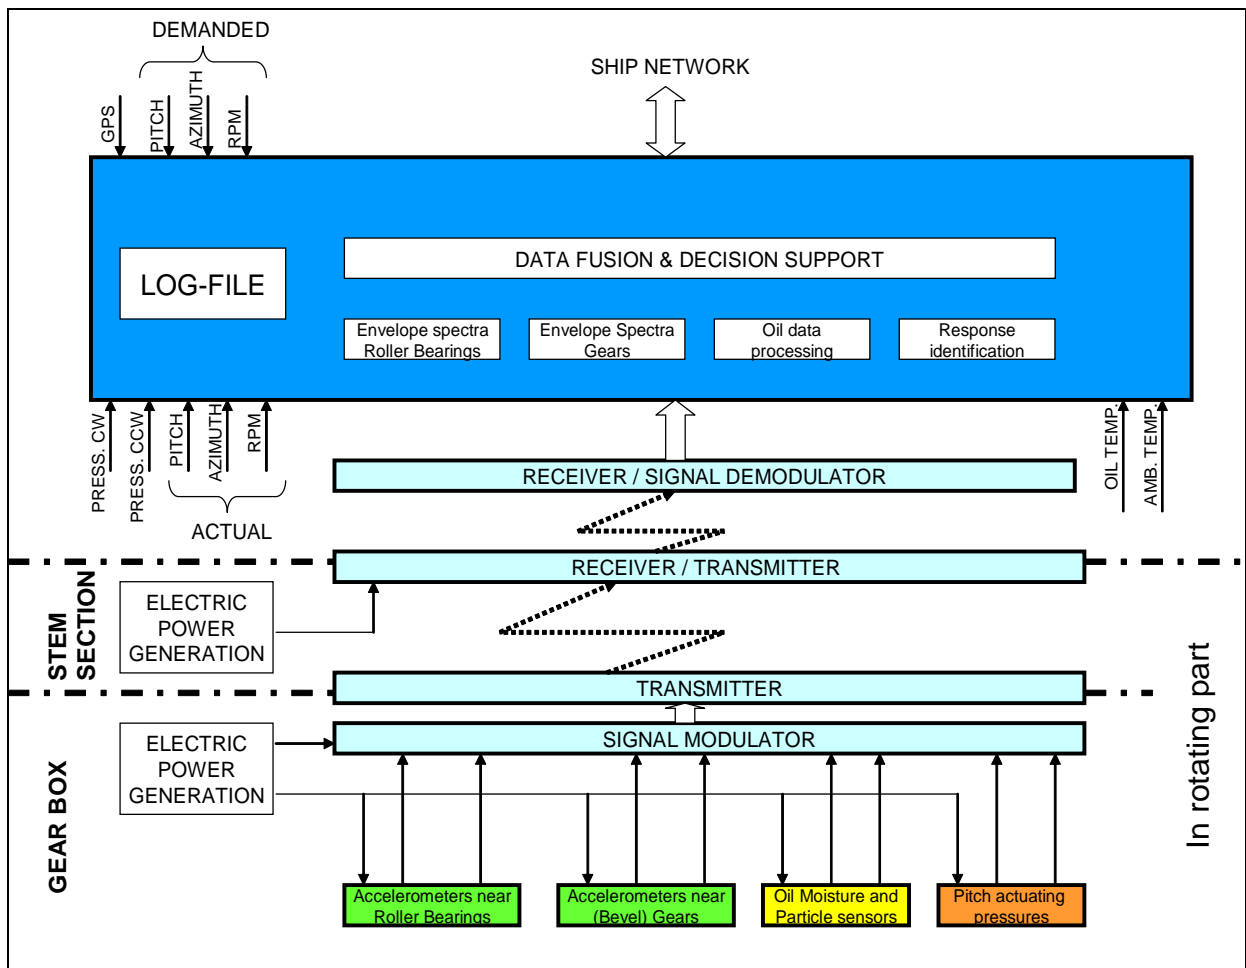 DEMANDED
SHIP NETWORK
GPS
PITCH
AZIMUTH
RPM
LOG-FILE
DATA FUSION & DECISION SUPPORT
Envelope spectra
Roller Bearings
Envelope Spectra
Gears
Oil data
processing
Response
identification
PRESS. CW
PRESS. CCW
PITCH
AZIMUTH
RPM
ACTUAL
OIL TEMP.
AMB. TEMP.
RECEIVER / SIGNAL DEMODULATOR
RECEIVER / TRANSMITTER
STEM
SECTION
ELECTRIC
POWER
GENERATION
TRANSMITTER
SIGNAL MODULATOR
GEAR BOX
ELECTRIC
POWER
GENERATION
In rotating part
Accelerometers near
Roller Bearings
Accelerometers near
(Bevel) Gears
Oil Moisture and
Particle sensors
Pitch actuating
pressures